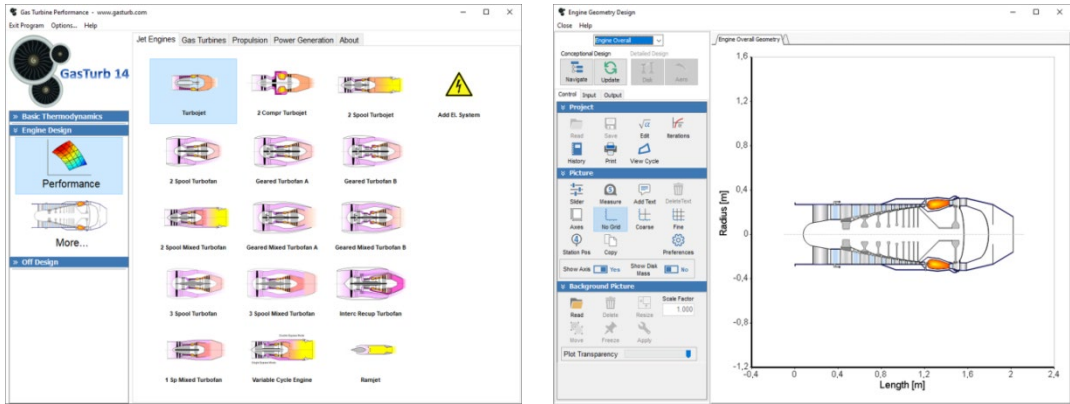 Gas Turbine Performance - www.gasturb.com
Exit Program Options... Help
GasTurb 14
Basic Thermodynamics
Engine Design
Performance
More...
Off Design
Jet Engines Gas Turbines Propulsion Power Generation About
Turbojet 2 Compr Turbojet 2 Spool Turbojet Add El. System
2 Spool Turbofan Geared Turbofan A Geared Turbofan B
2 Spool Mixed Turbofan Geared Mixed Turbofan A Geared Mixed Turbofan B
3 Spool Turbofan 3 Spool Mixed Turbofan Interc Recup Turbofan
1 Sp Mixed Turbofan Variable Cycle Engine Ramjet
Engine Geometry Design
Close Help
Engine Overall
Conceptional Design Detailed Design
Navigate Update Disk
Control Input Output
Project
Read Save Edit Iterations
History Print View Cycle
Picture
Slider Measure Add Text DeleteText
Axes No Grid Coarse Fine
Station Pos Copy Preferences
Show Axis Yes Show Disk Mass No
Background Picture
Read Delete Resize Scale Factor
1.000
Move Freeze Apply
Plot Transparency
Engine Overall Geometry
Radius [m]
1,6
1,2
0,8
0,4
0
-0,4
-0,8
-1,2
-0,4 0 0,4 0,8 1,2 1,6 2 2,4
Length [m]